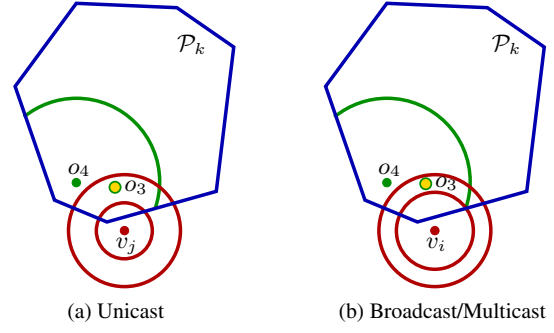 𝒫ₖ
𝒫ₖ
o₄
o₃
o₄
o₃
vⱼ
vᵢ
(a) Unicast
(b) Broadcast/Multicast